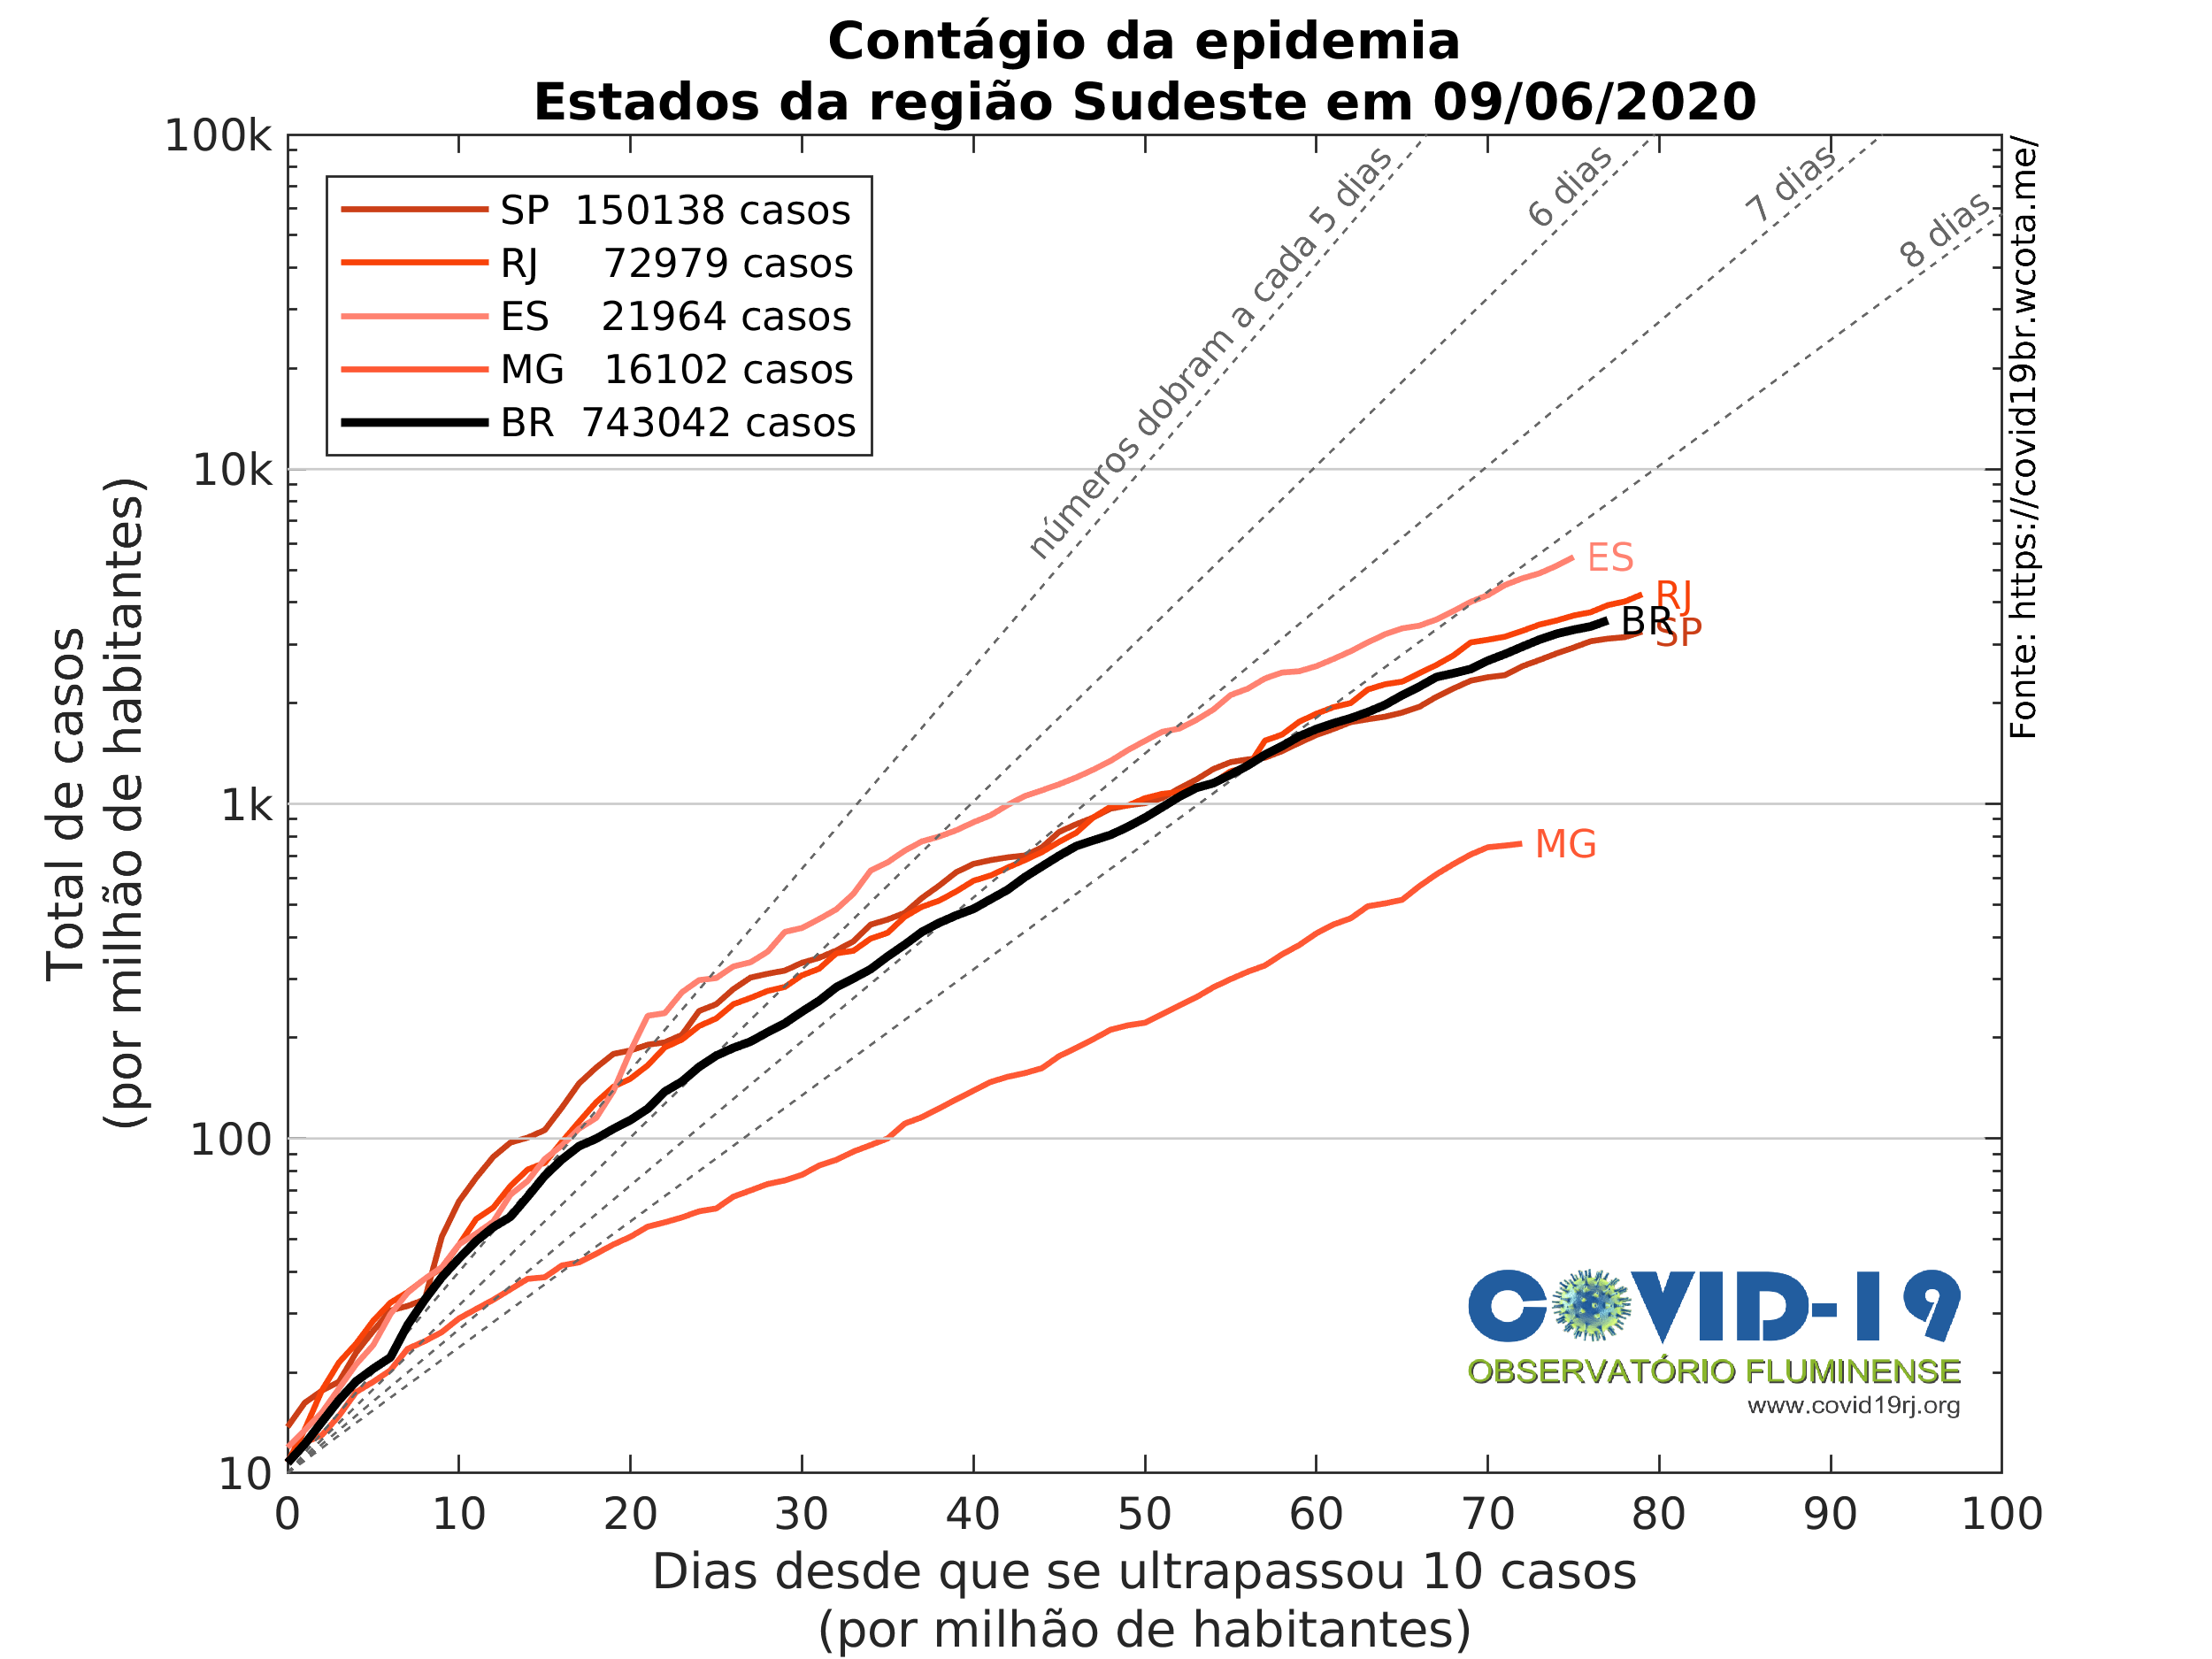 Contágio da epidemia
Estados da região Sudeste em 09/06/2020
100k
10k
1k
100
10
Total de casos
(por milhão de habitantes)
SP 150138 casos
RJ 72979 casos
ES 21964 casos
MG 16102 casos
BR 743042 casos
números dobram a cada 5 dias
6 dias
7 dias
8 dias
ES
RJ
BR
SP
MG
Fonte: https://covid19br.wcota.me/
COVID-19
OBSERVATÓRIO FLUMINENSE
www.covid19rj.org
0 10 20 30 40 50 60 70 80 90 100
Dias desde que se ultrapassou 10 casos
(por milhão de habitantes)